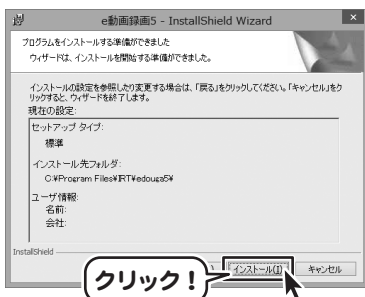 e動画録画5 - InstallShield Wizard
プログラムをインストールする準備ができました
ウィザードは、インストールを開始する準備ができました。
インストールの設定を参照したり変更する場合は、「戻る」をクリックしてください。「キャンセル」をク
リックすると、ウィザードを終了します。
現在の設定:
セットアップ タイプ:
標準
インストール先フォルダ:
C:¥Program Files¥IRT¥edouga5¥
ユーザ情報:
名前:
会社:
InstallShield
インストール(I)
キャンセル
クリック！